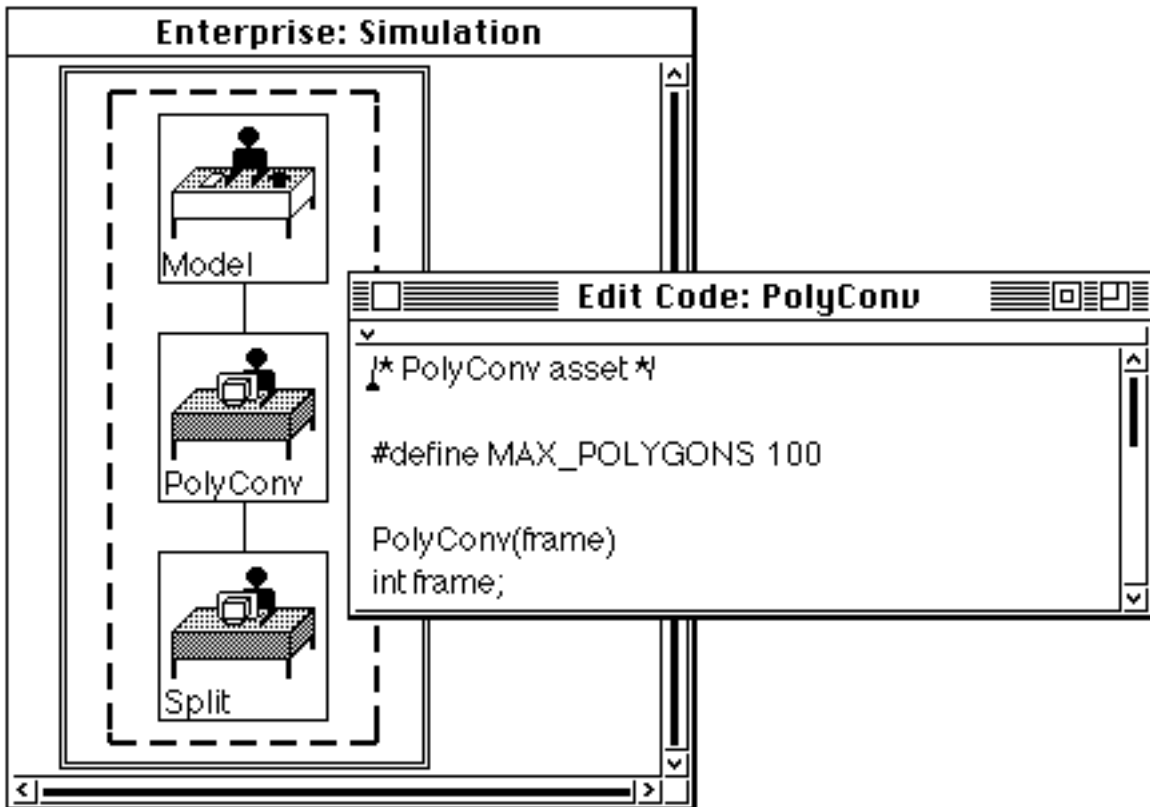 Enterprise: Simulation
Model
PolyConv
Split
Edit Code: PolyConv
/* PolyConv asset */
#define MAX_POLYGONS 100
PolyConv(frame)
int frame;